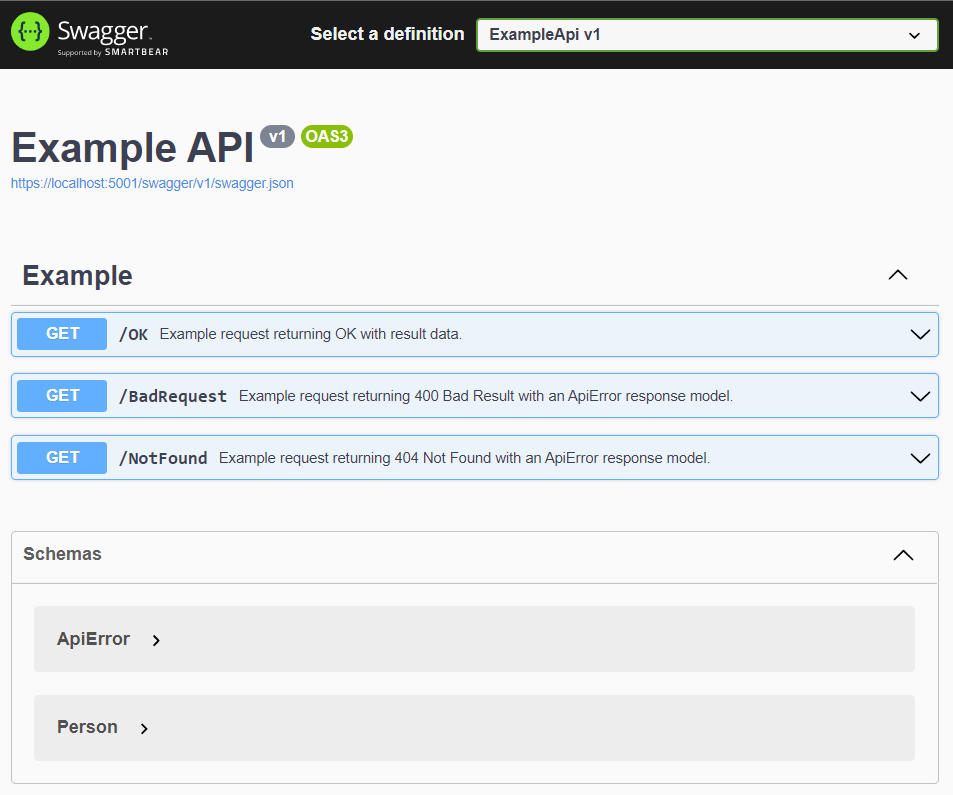 {··} Swagger.
Supported by SMARTBEAR
Select a definition
ExampleApi v1
Example API v1 OAS3
https://localhost:5001/swagger/v1/swagger.json
Example
GET /OK Example request returning OK with result data.
GET /BadRequest Example request returning 400 Bad Result with an ApiError response model.
GET /NotFound Example request returning 404 Not Found with an ApiError response model.
Schemas
ApiError
Person